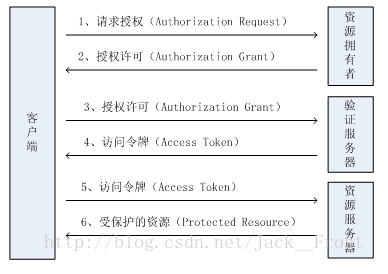 1、请求授权（Authorization Request）
2、授权许可（Authorization Grant）
资源拥有者
客户端
3、授权许可（Authorization Grant）
4、访问令牌（Access Token）
验证服务器
5、访问令牌（Access Token）
6、受保护的资源（Protected Resource）
资源服务器
http://blog.csdn.net/Jack__Frost